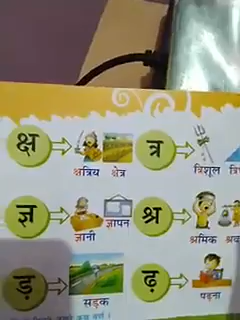 क्ष त्र
क्षत्रिय क्षेत्र त्रिशूल
ज्ञ श्र
ज्ञानी ज्ञापन श्रमिक
ड़ ढ़
सड़क पढ़ना